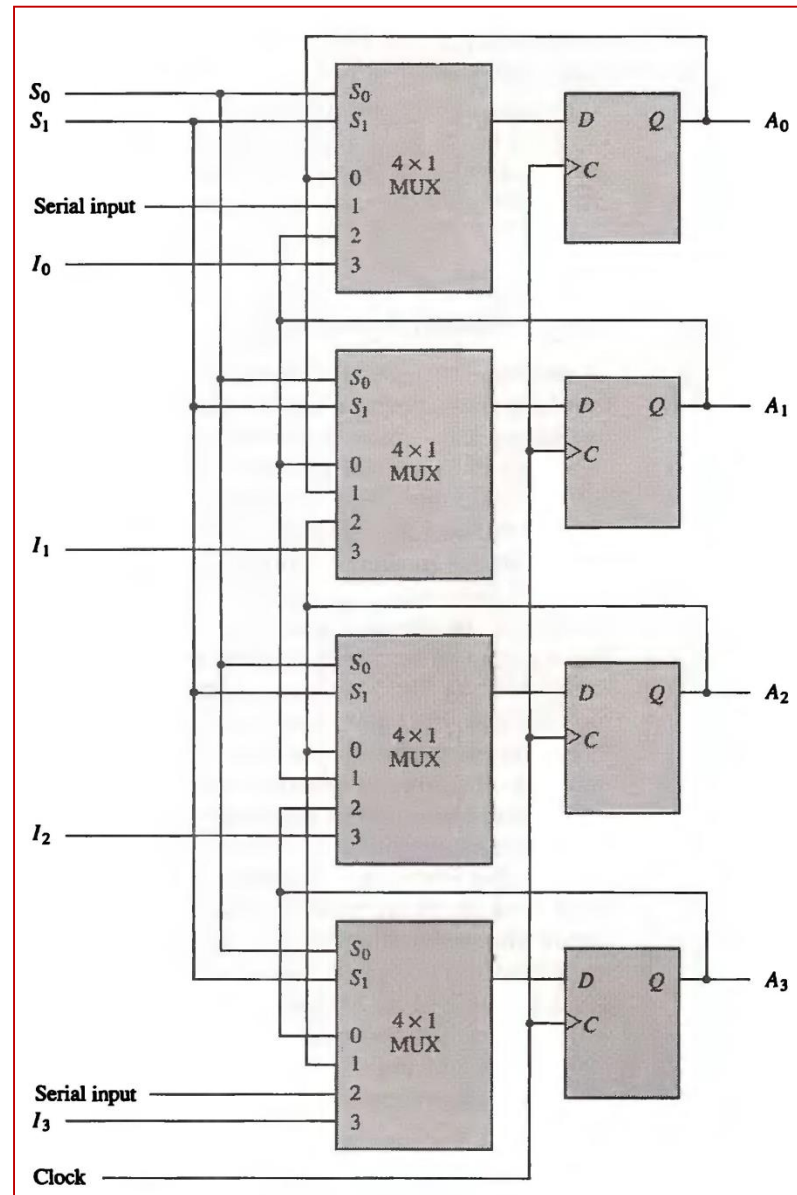 S₀ S₀
S₁ S₁ D Q A₀
4 × 1
MUX
C
0
Serial input 1
2
I₀ 3
S₀
S₁ D Q A₁
4 × 1
MUX
C
0
1
2
I₁ 3
S₀
S₁ D Q A₂
4 × 1
MUX
C
0
1
2
I₂ 3
S₀
S₁ D Q A₃
4 × 1
MUX
C
0
1
Serial input 2
I₃ 3
Clock